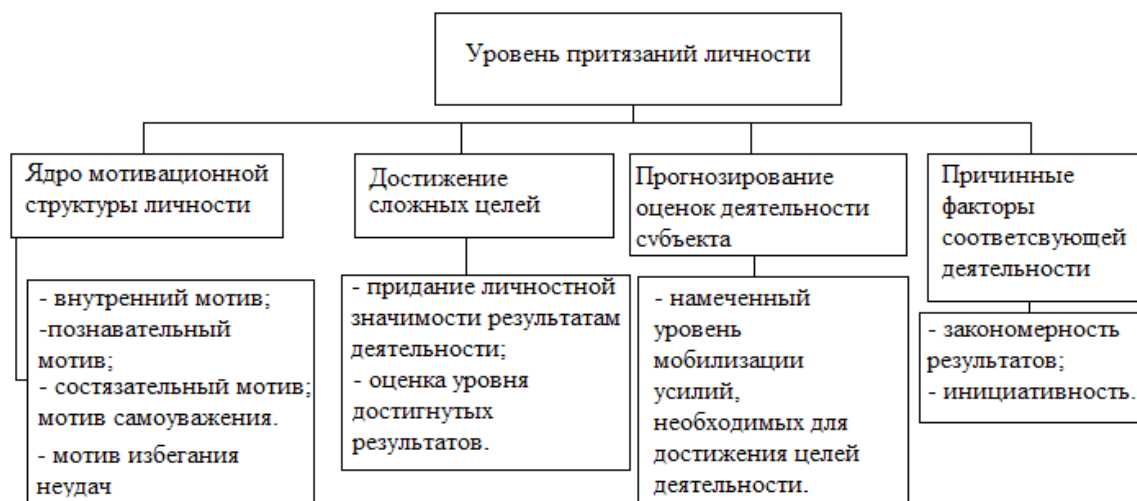 Уровень притязаний личности
Ядро мотивационной
структуры личности
- внутренний мотив;
-познавательный
мотив;
- состязательный мотив;
мотив самоуважения.
- мотив избегания
неудач
Достижение
сложных целей
- придание личностной
значимости результатам
деятельности;
- оценка уровня
достигнутых
результатов.
Прогнозирование
оценок деятельности
субъекта
- намеченный
уровень
мобилизации
усилий,
необходимых для
достижения целей
деятельности.
Причинные
факторы
соответсвующей
деятельности
- закономерность
результатов;
- инициативность.